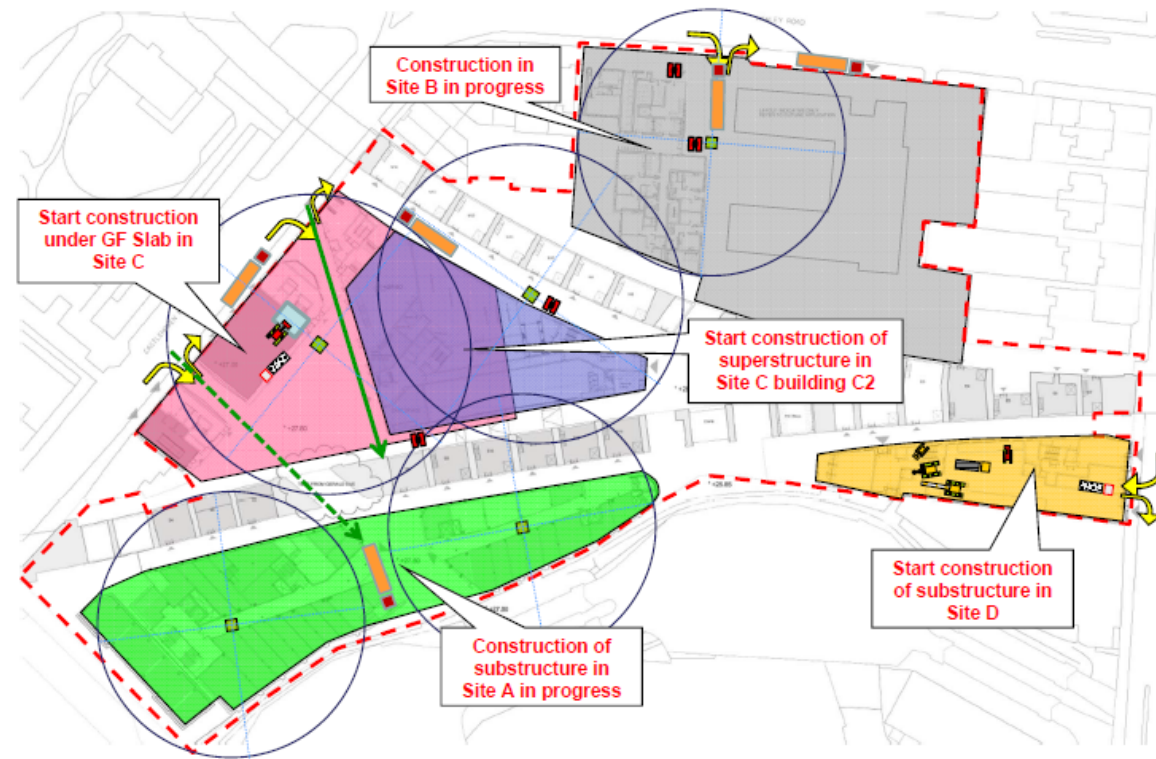 Construction in
Site B in progress
Start construction
under GF Slab in
Site C
Start construction of
superstructure in
Site C building C2
Start construction
of substructure in
Site D
Construction of
substructure in
Site A in progress